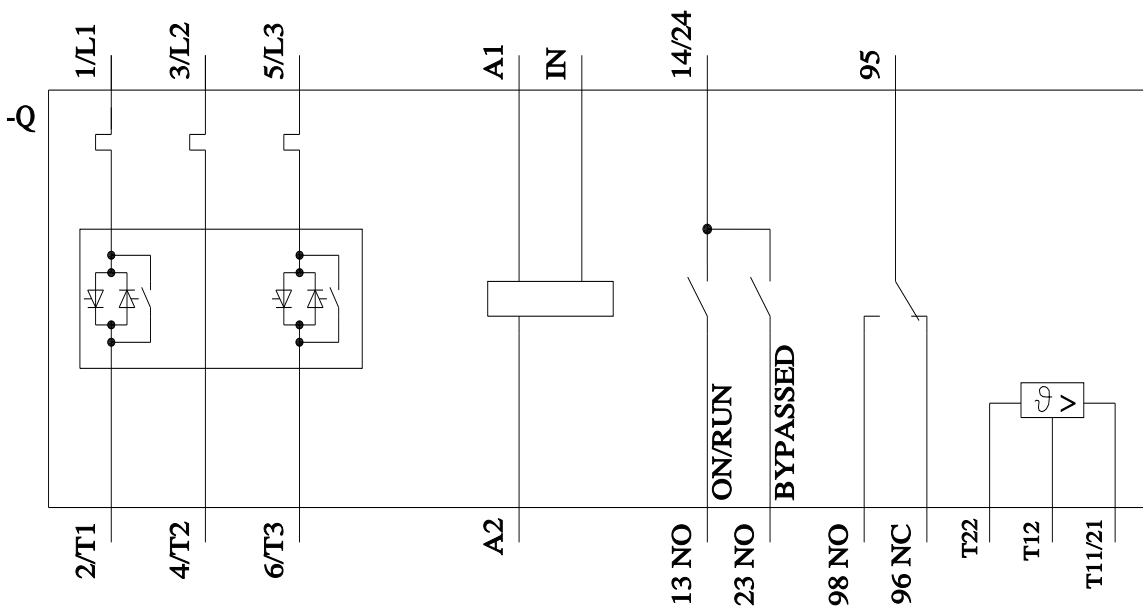 1/L1
3/L2
5/L3
A1
IN
14/24
95
-Q
ϑ >
ON/RUN
BYPASSED
2/T1
4/T2
6/T3
A2
13 NO
23 NO
98 NO
96 NC
T22
T12
T11/21